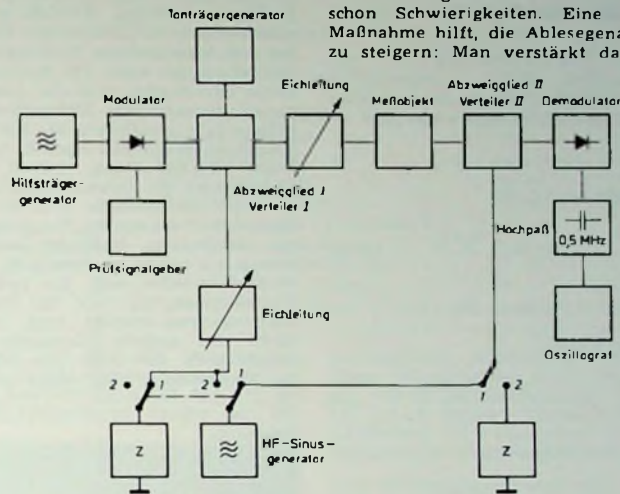 Tonträgergenerator
schon Schwierigkeiten. Eine
Maßnahme hilft, die Ablesegena
zu steigern: Man verstärkt da
Modulator
Eichleitung
Abzweigglied II
Verteiler II
Demodulator
Hilfsträger-
generator
Abzweigglied I
Verteiler I
Prüfsignalgeber
Hochpaß
0,5 MHz
Eichleitung
Oszillograf
2
1
2
1
1
2
Z
HF-Sinus-
generator
Z